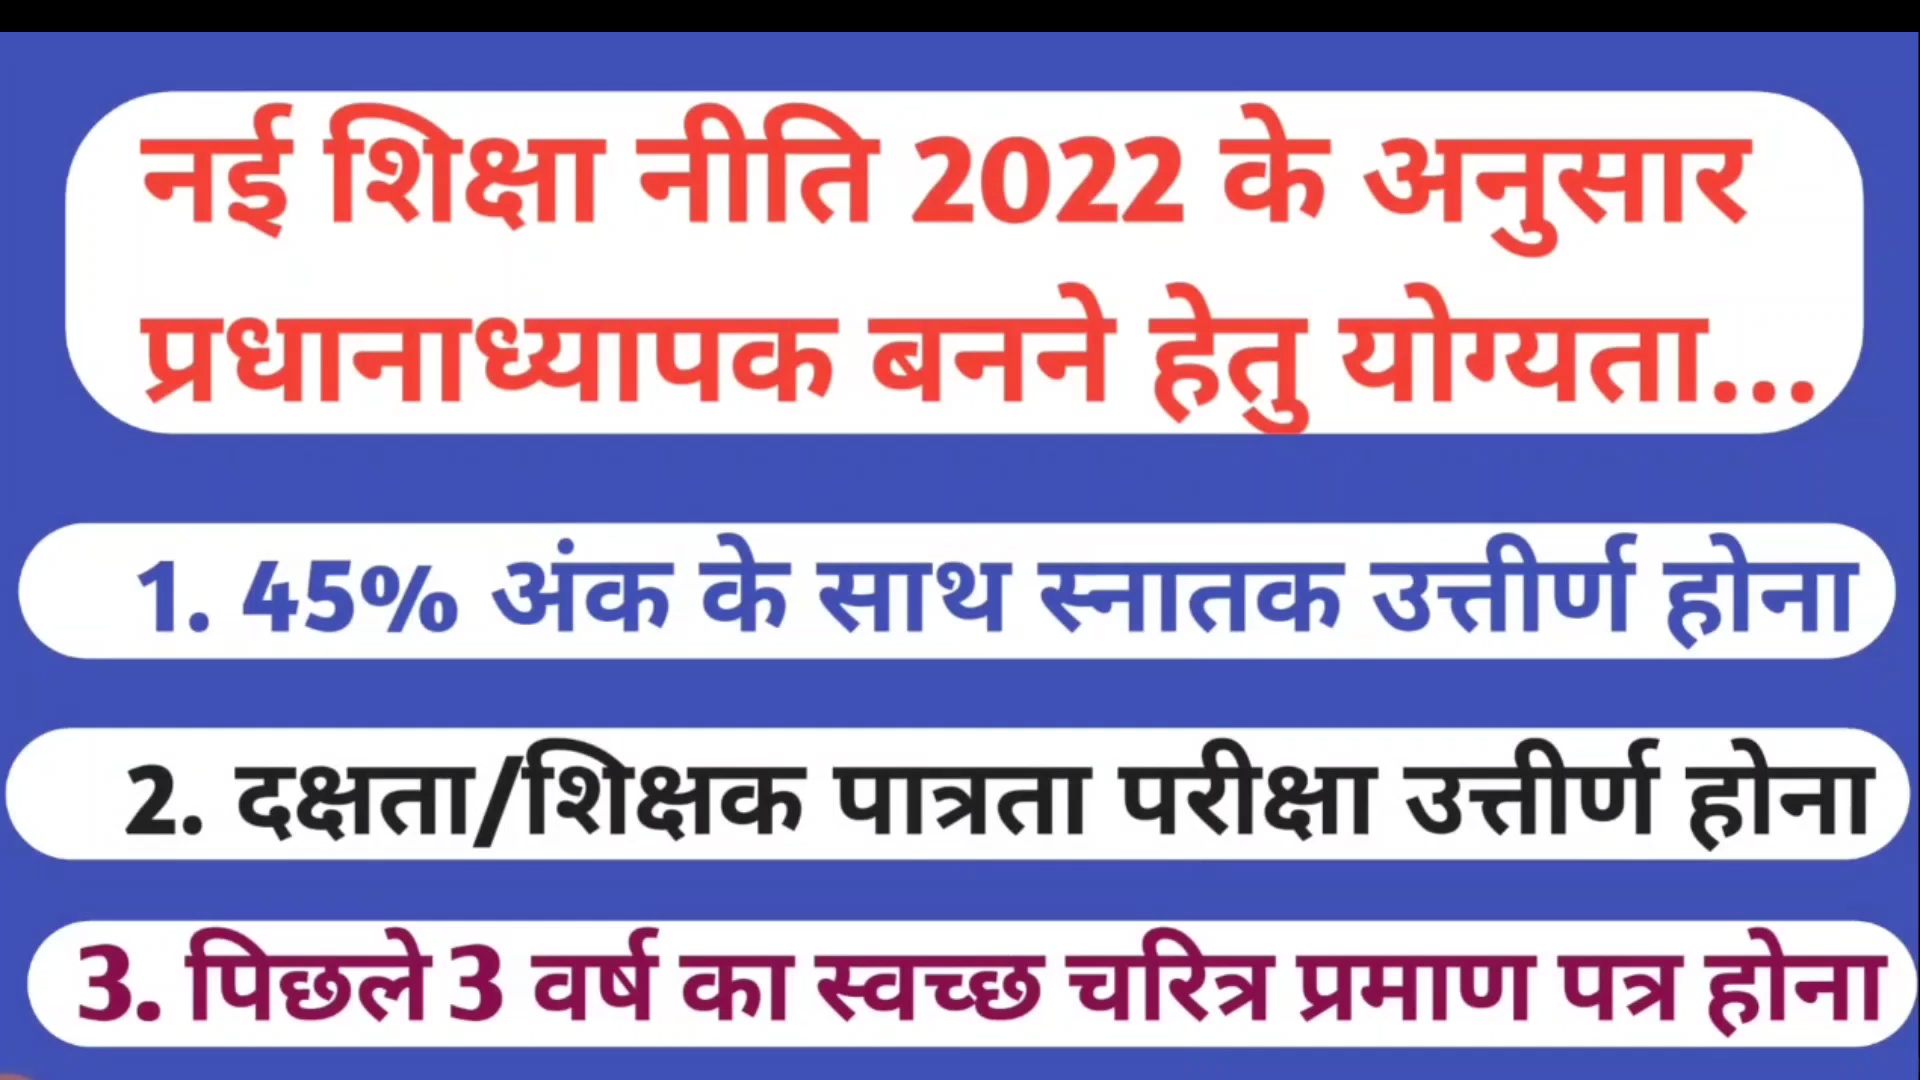 नई शिक्षा नीति 2022 के अनुसार
प्रधानाध्यापक बनने हेतु योग्यता...
1. 45% अंक के साथ स्नातक उत्तीर्ण होना
2. दक्षता/शिक्षक पात्रता परीक्षा उत्तीर्ण होना
3. पिछले 3 वर्ष का स्वच्छ चरित्र प्रमाण पत्र होना